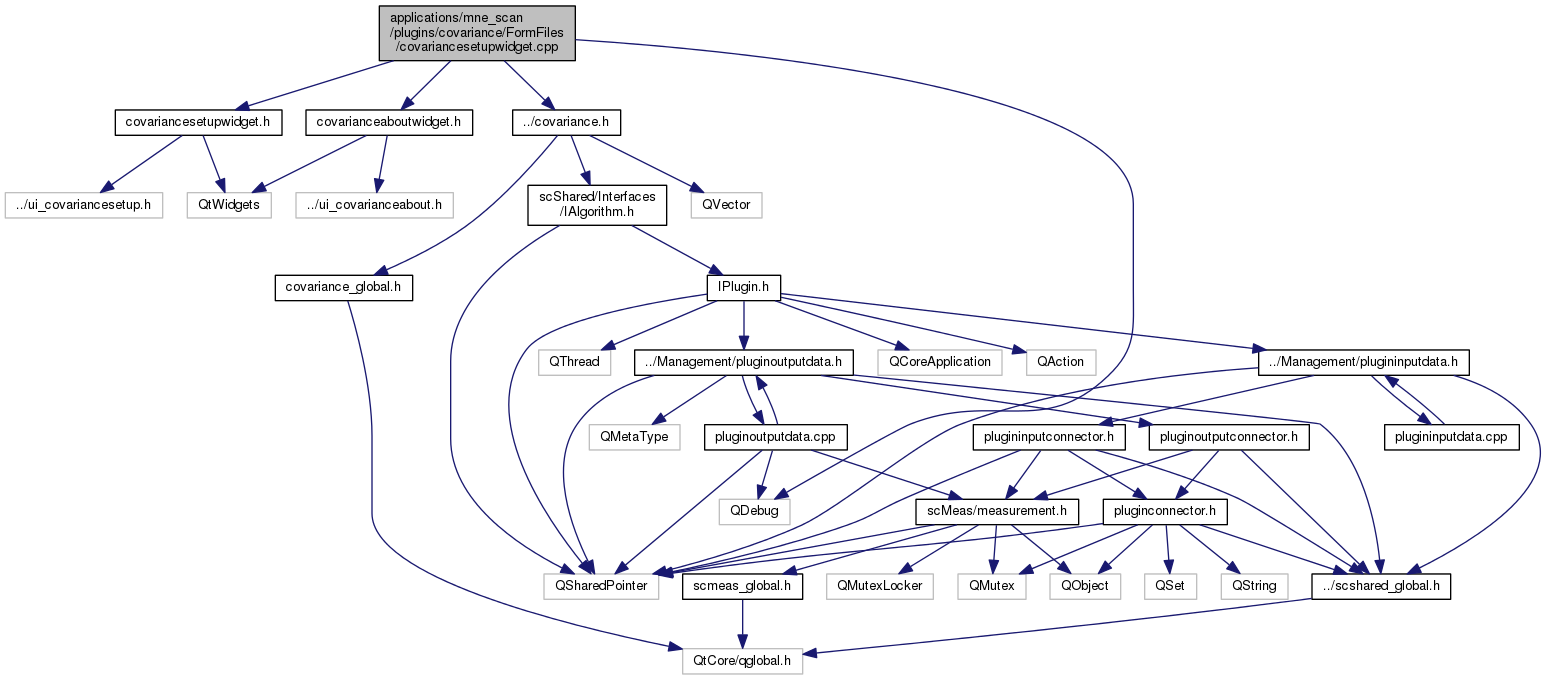 applications/mne_scan
/plugins/covariance/FormFiles
/covariancesetupwidget.cpp
covariancesetupwidget.h
covarianceaboutwidget.h
../covariance.h
../ui_covariancesetup.h
QtWidgets
../ui_covarianceabout.h
scShared/Interfaces
/IAlgorithm.h
QVector
covariance_global.h
IPlugin.h
QThread
../Management/pluginoutputdata.h
QCoreApplication
QAction
../Management/plugininputdata.h
QMetaType
pluginoutputdata.cpp
plugininputconnector.h
pluginoutputconnector.h
plugininputdata.cpp
QDebug
scMeas/measurement.h
pluginconnector.h
QSharedPointer
scmeas_global.h
QMutexLocker
QMutex
QObject
QSet
QString
../scshared_global.h
QtCore/qglobal.h